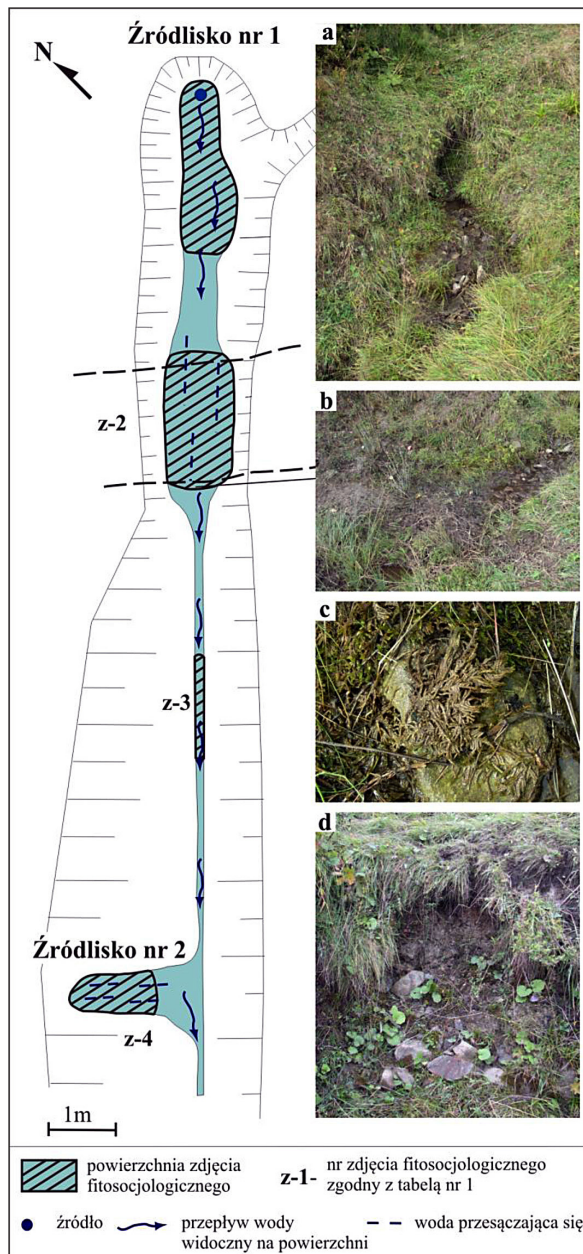 Źródlisko nr 1
N
a
z-2
b
z-3
c
d
Źródlisko nr 2
z-4
1m
powierzchnia zdjęcia
fitosocjologicznego
z-1- nr zdjęcia fitosocjologicznego
zgodny z tabelą nr 1
źródło
przepływ wody
widoczny na powierzchni
woda przesączająca się